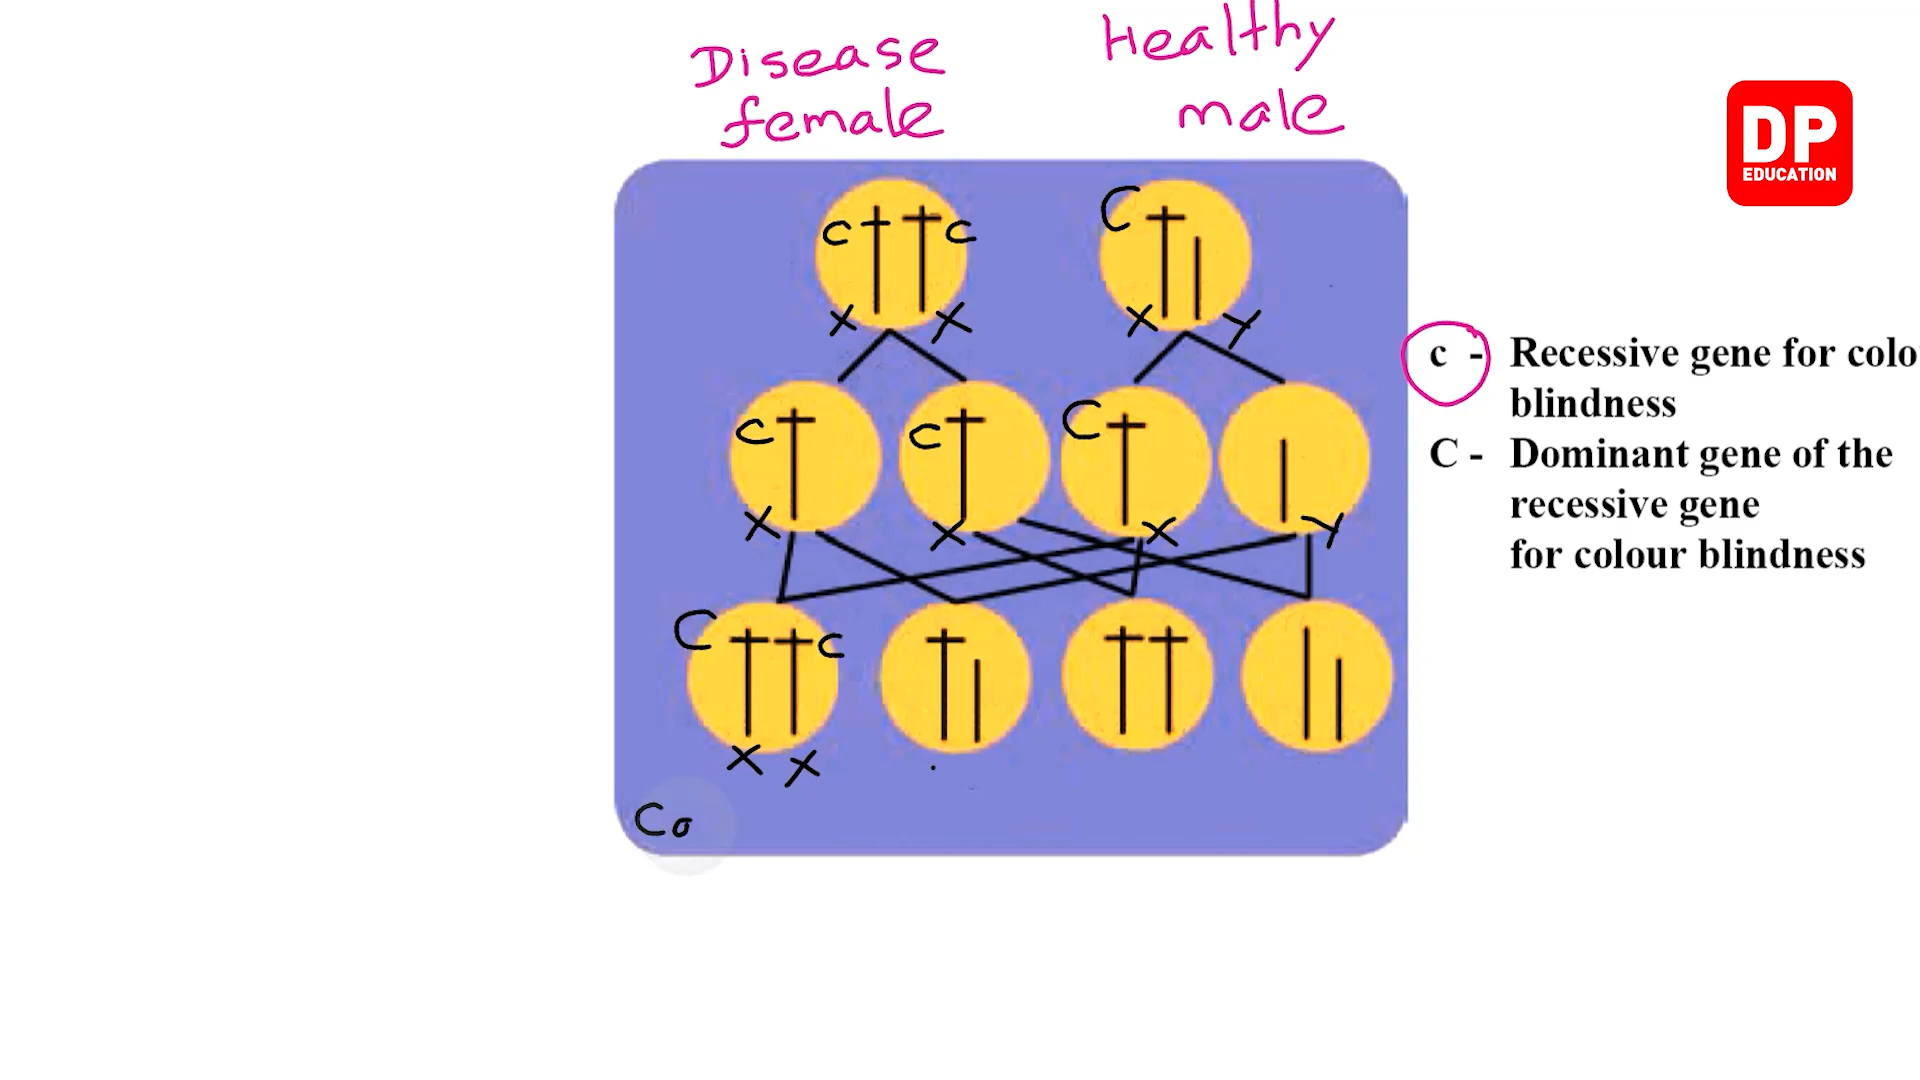 Disease
female
Healthy
male
DP
EDUCATION
c c
C
X X
X Y
c
c
C
X
X
X
Y
c - Recessive gene for colo
blindness
C - Dominant gene of the
recessive gene
for colour blindness
C c
X X
Co